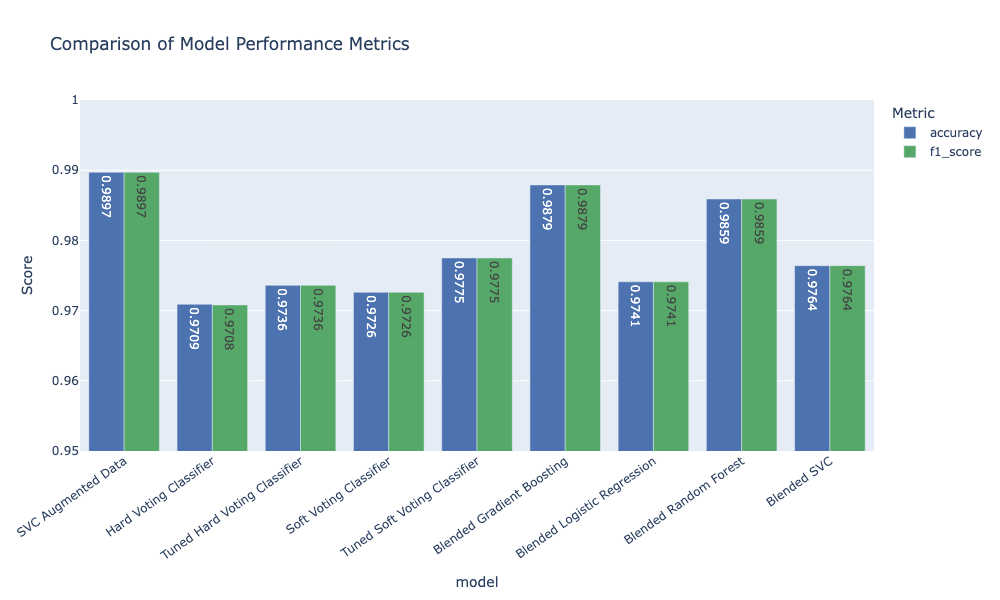 Comparison of Model Performance Metrics
Metric
accuracy
f1_score
Score
1
0.99
0.98
0.97
0.96
0.95
0.9897
0.9897
0.9709
0.9708
0.9736
0.9736
0.9726
0.9726
0.9775
0.9775
0.9879
0.9879
0.9741
0.9741
0.9859
0.9859
0.9764
0.9764
SVC Augmented Data
Hard Voting Classifier
Tuned Hard Voting Classifier
Soft Voting Classifier
Tuned Soft Voting Classifier
Blended Gradient Boosting
Blended Logistic Regression
Blended Random Forest
Blended SVC
model